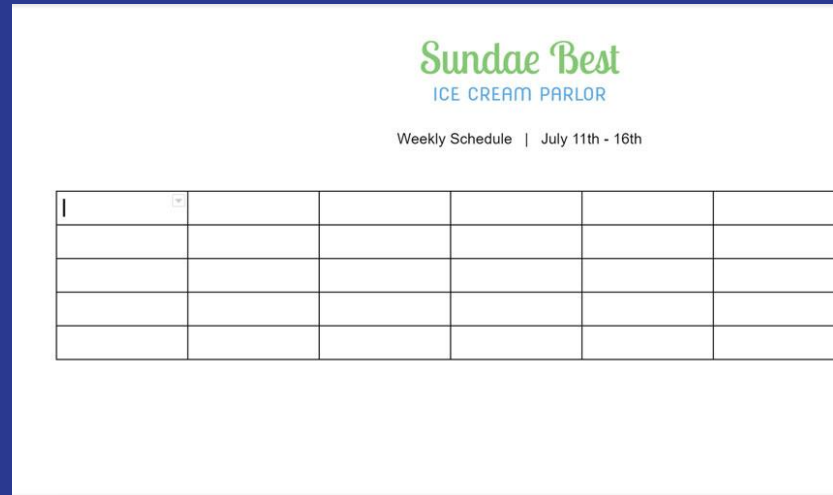 Sundae Best
ICE CREAM PARLOR
Weekly Schedule | July 11th - 16th